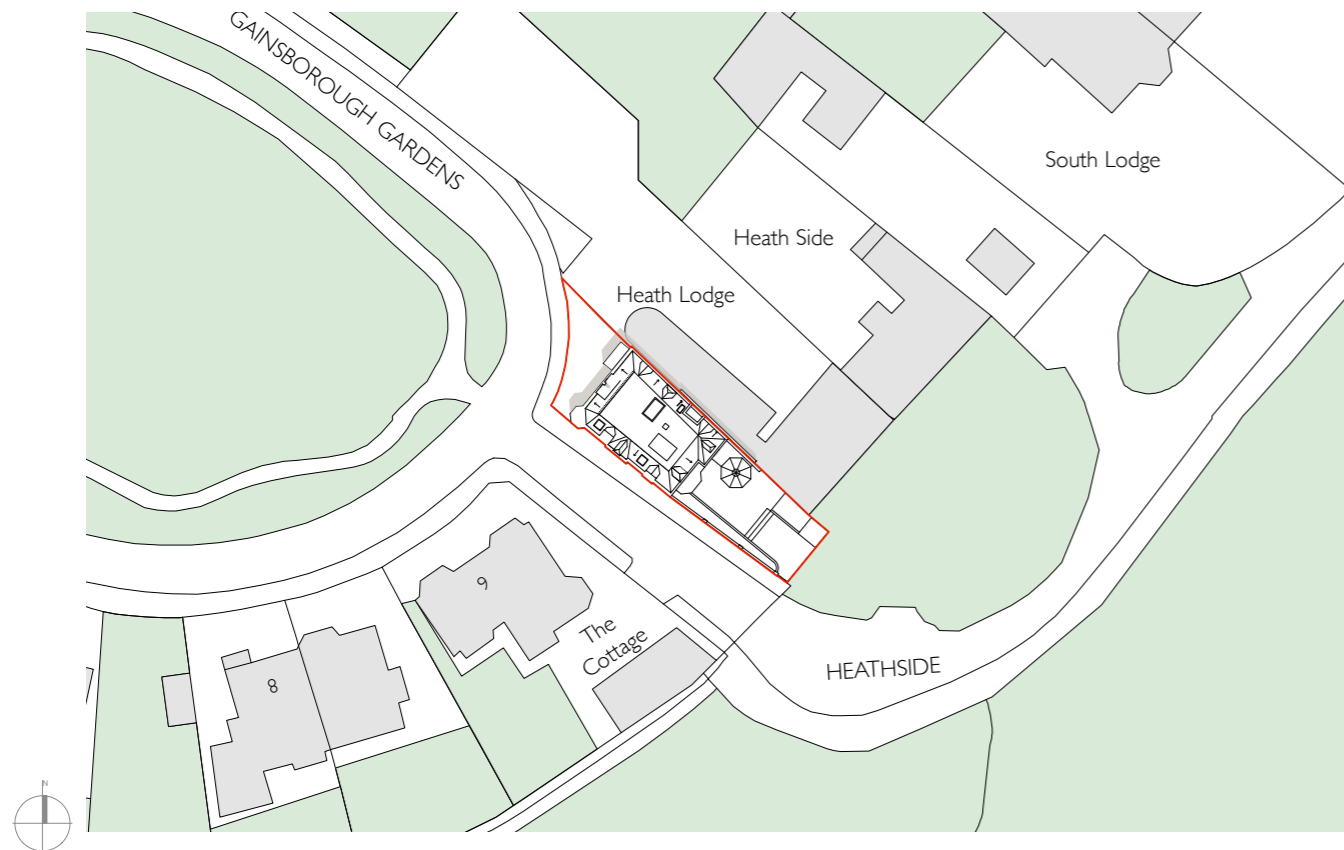 GAINSBOROUGH GARDENS
South Lodge
Heath Side
Heath Lodge
9
The
Cottage
8
HEATHSIDE
N